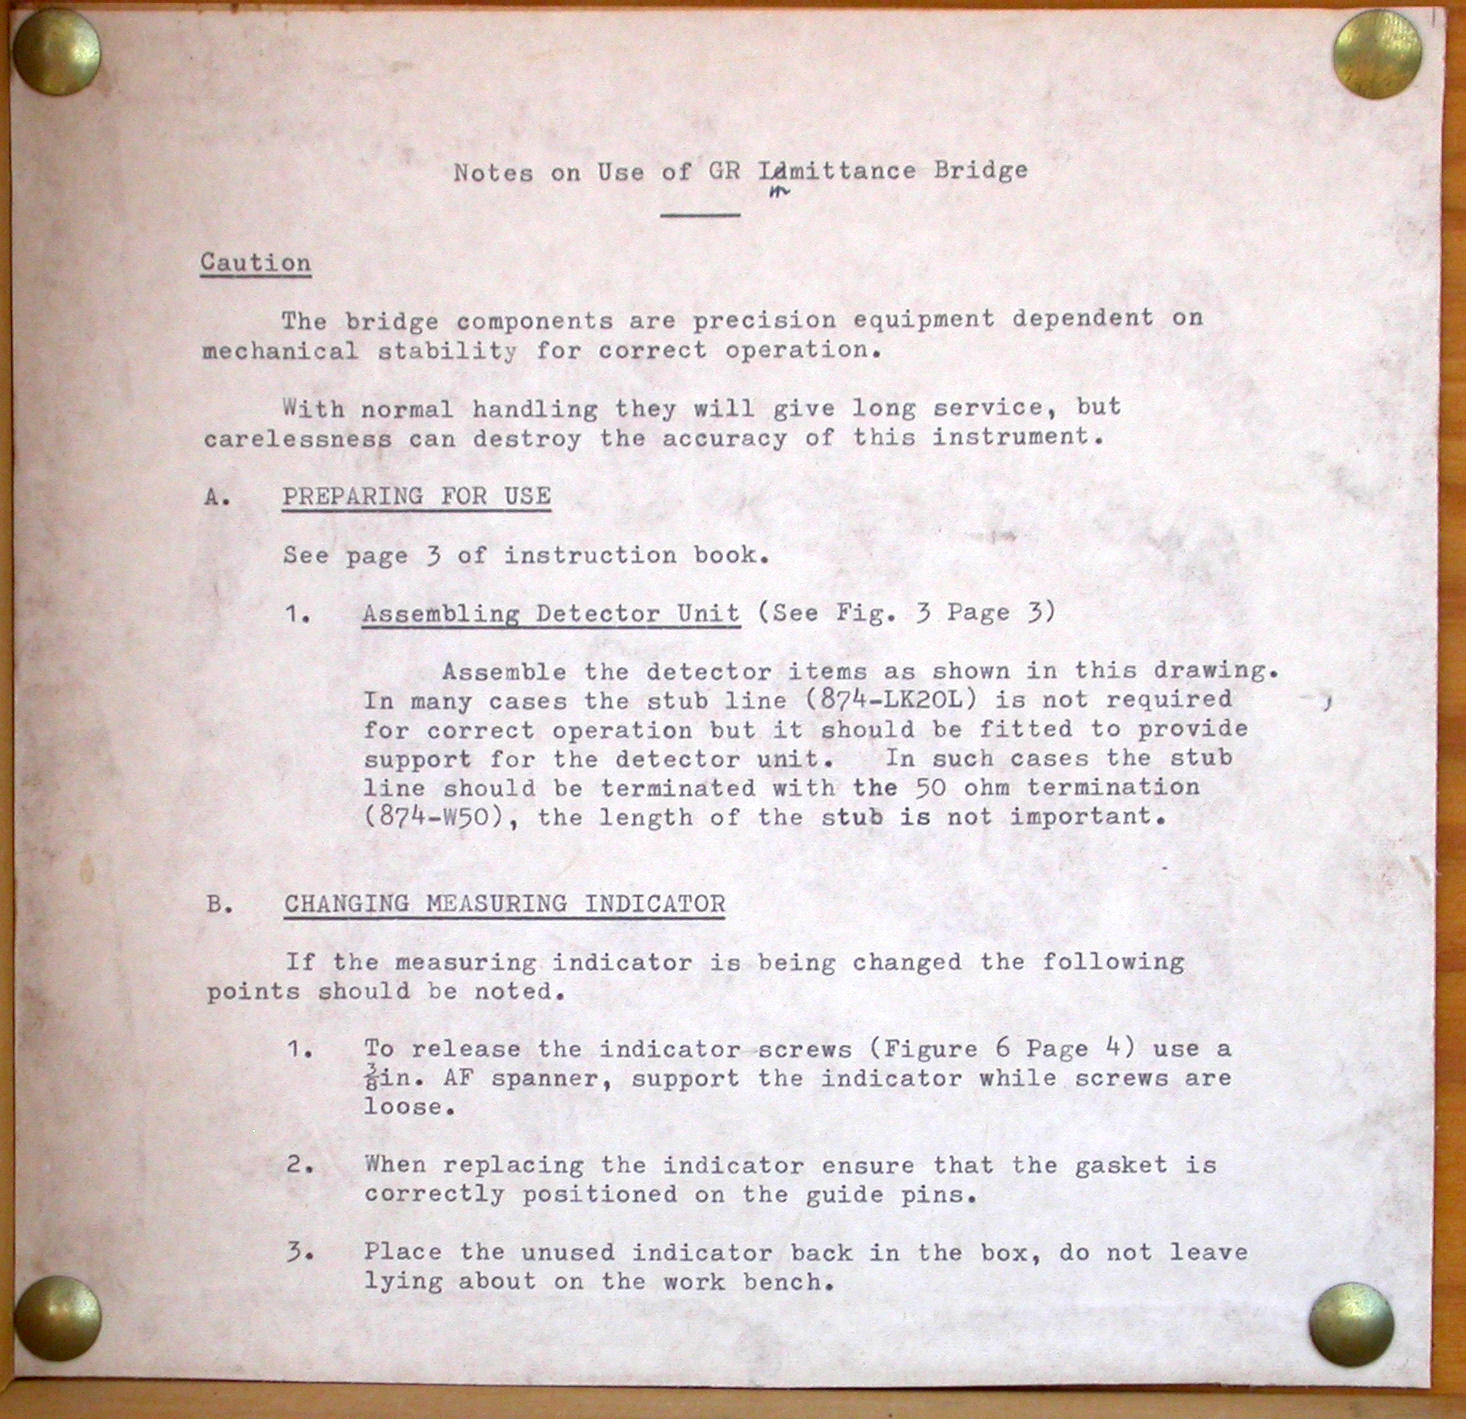 Notes on Use of GR Idmittance Bridge
m
Caution
The bridge components are precision equipment dependent on
mechanical stability for correct operation.
With normal handling they will give long service, but
carelessness can destroy the accuracy of this instrument.
A. PREPARING FOR USE
See page 3 of instruction book.
1. Assembling Detector Unit (See Fig. 3 Page 3)
Assemble the detector items as shown in this drawing.
In many cases the stub line (874-LK20L) is not required
for correct operation but it should be fitted to provide
support for the detector unit. In such cases the stub
line should be terminated with the 50 ohm termination
(874-W50), the length of the stub is not important.
B. CHANGING MEASURING INDICATOR
If the measuring indicator is being changed the following
points should be noted.
1. To release the indicator screws (Figure 6 Page 4) use a
3/8in. AF spanner, support the indicator while screws are
loose.
2. When replacing the indicator ensure that the gasket is
correctly positioned on the guide pins.
3. Place the unused indicator back in the box, do not leave
lying about on the work bench.